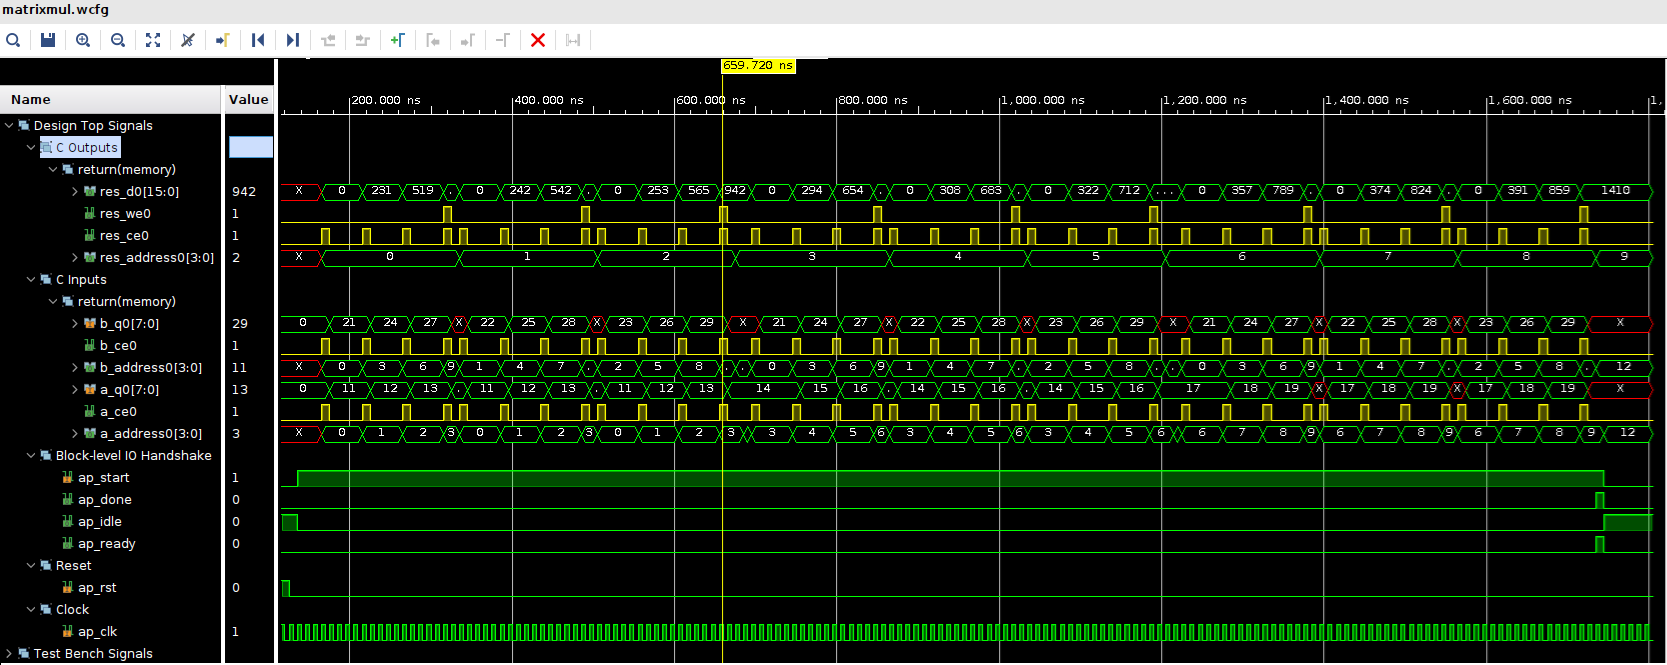 matrixmul.wcfg
659.720 ns
Name Value
200.000 ns 400.000 ns 600.000 ns 800.000 ns 1,000.000 ns 1,200.000 ns 1,400.000 ns 1,600.000 ns 1,
Design Top Signals
C Outputs
return(memory)
res_d0[15:0] 942 X 0 231 519 . 0 242 542 . 0 253 565 942 0 294 654 . 0 308 683 . 0 322 712 ... 0 357 789 . 0 374 824 . 0 391 859 1410
res_we0 1
res_ce0 1
res_address0[3:0] 2 X 0 1 2 3 4 5 6 7 8 9
C Inputs
return(memory)
b_q0[7:0] 29 0 21 24 27 X 22 25 28 X 23 26 29 X 21 24 27 X 22 25 28 X 23 26 29 X 21 24 27 X 22 25 28 X 23 26 29 X
b_ce0 1
b_address0[3:0] 11 X 0 3 6 9 1 4 7 . 2 5 8 . . 0 3 6 9 1 4 7 . 2 5 8 . . 0 3 6 9 1 4 7 . 2 5 8 . 12
a_q0[7:0] 13 0 11 12 13 . 11 12 13 . 11 12 13 14 15 16 . 14 15 16 . 14 15 16 17 18 19 X 17 18 19 X 17 18 19 X
a_ce0 1
a_address0[3:0] 3 X 0 1 2 3 0 1 2 3 0 1 2 3 3 4 5 6 3 4 5 6 3 4 5 6 6 7 8 9 6 7 8 9 6 7 8 9 12
Block-level IO Handshake
ap_start 1
ap_done 0
ap_idle 0
ap_ready 0
Reset
ap_rst 0
Clock
ap_clk 1
Test Bench Signals